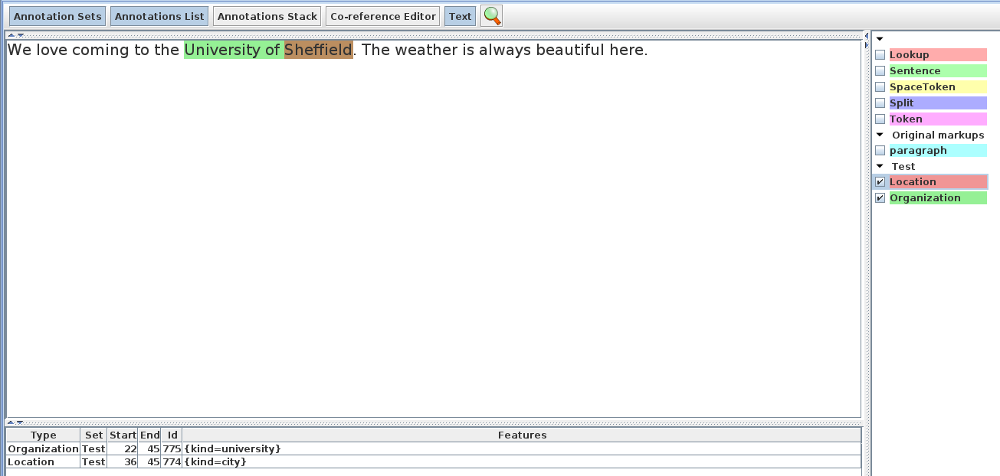 Annotation Sets Annotations List Annotations Stack Co-reference Editor Text
We love coming to the University of Sheffield. The weather is always beautiful here.
Lookup
Sentence
SpaceToken
Split
Token
Original markups
paragraph
Test
Location
Organization
Type Set Start End Id Features
Organization Test 22 45 775 {kind=university}
Location Test 36 45 774 {kind=city}